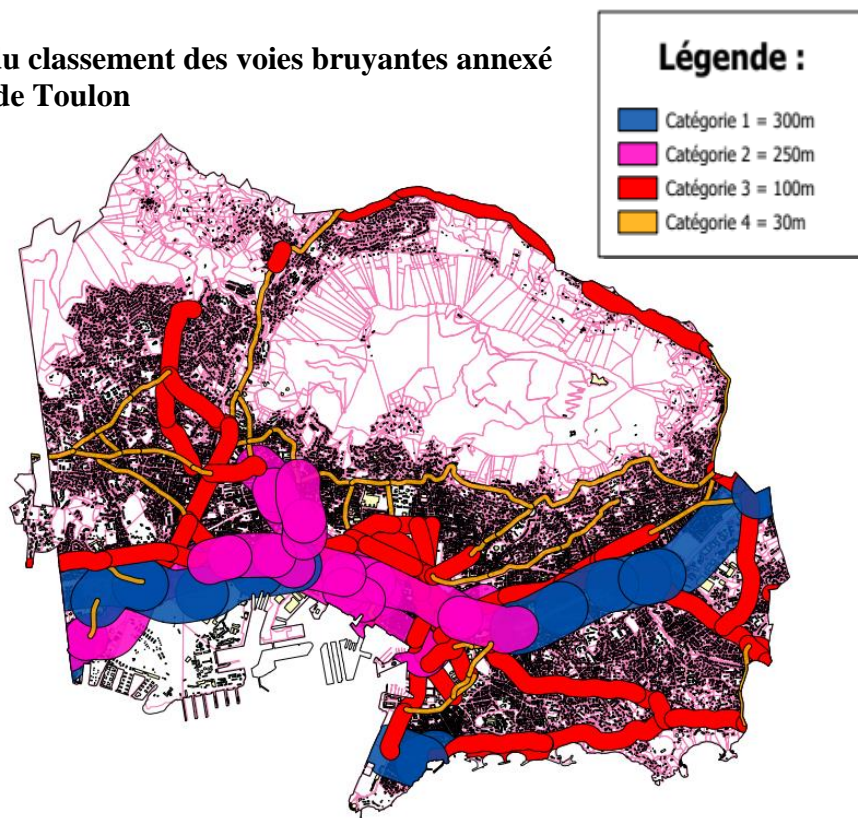 u classement des voies bruyantes annexé
de Toulon
Légende :
Catégorie 1 = 300m
Catégorie 2 = 250m
Catégorie 3 = 100m
Catégorie 4 = 30m